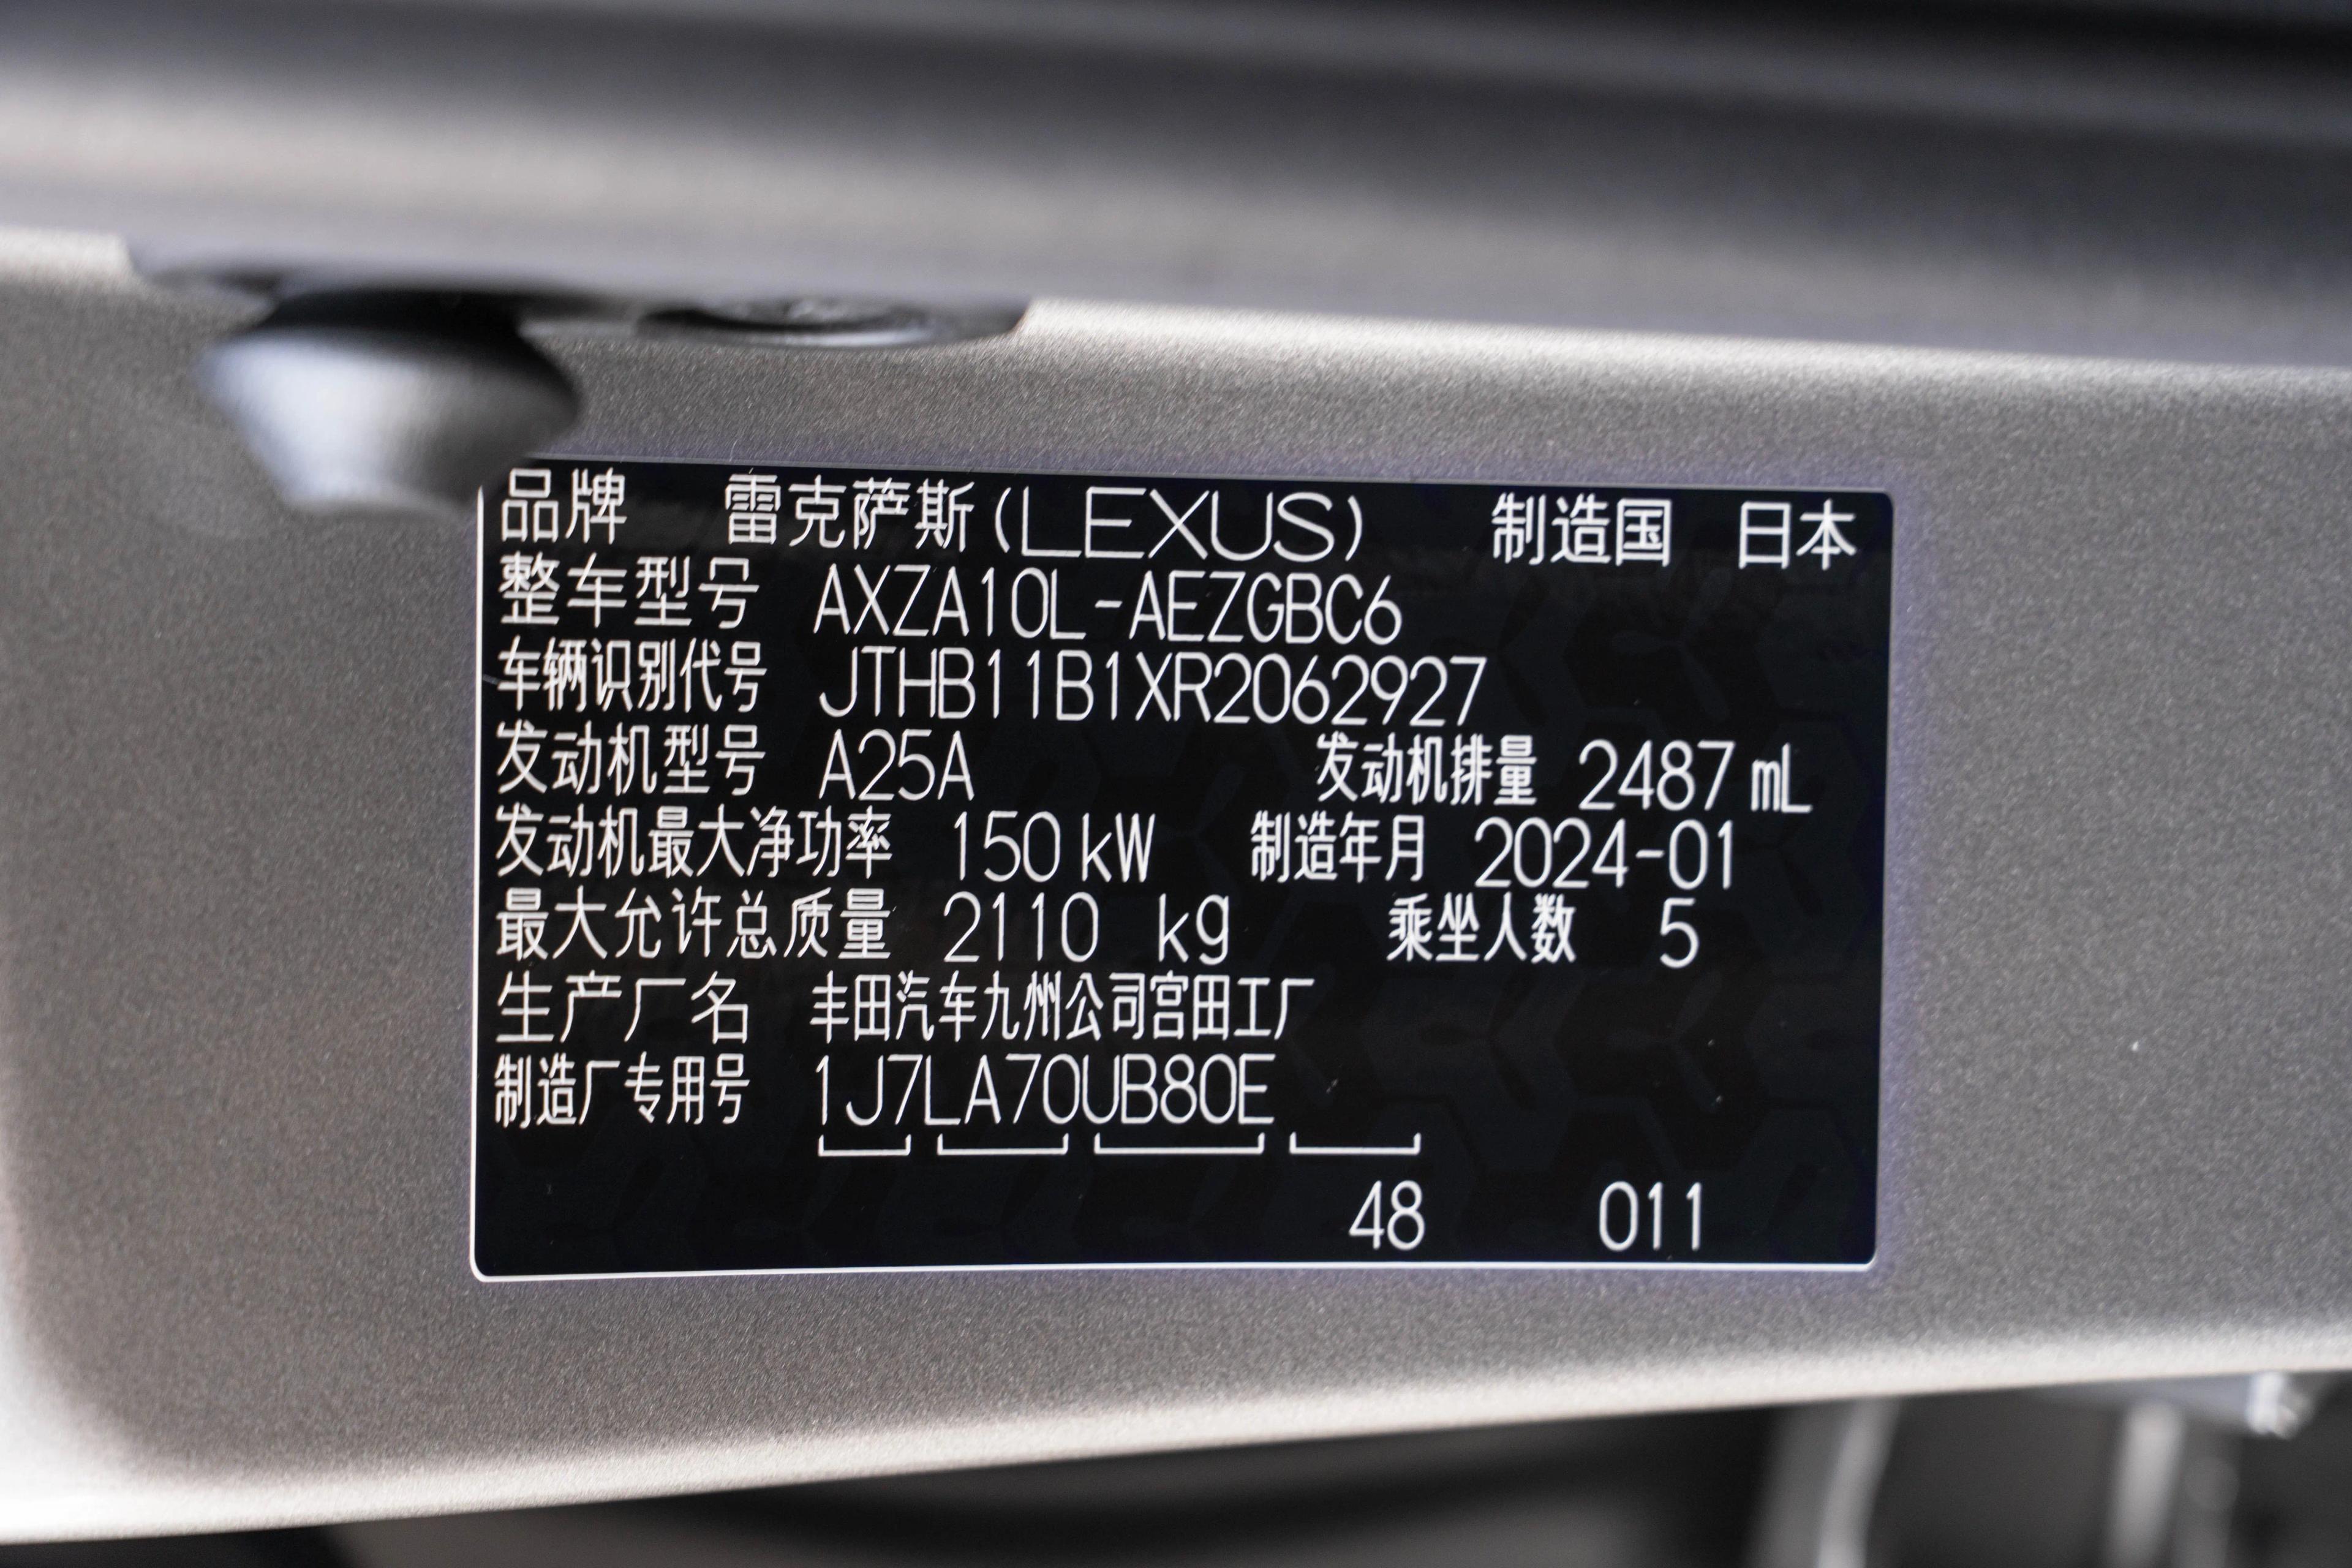 品牌 雷克萨斯(LEXUS) 制造国 日本
整车型号 AXZA10L-AEZGBC6
车辆识别代号 JTHB11B1XR2062927
发动机型号 A25A 发动机排量 2487 mL
发动机最大净功率 150 kW 制造年月 2024-01
最大允许总质量 2110 kg 乘坐人数 5
生产厂名 丰田汽车九州公司宫田工厂
制造厂专用号 1J7LA70UB80E
48 011